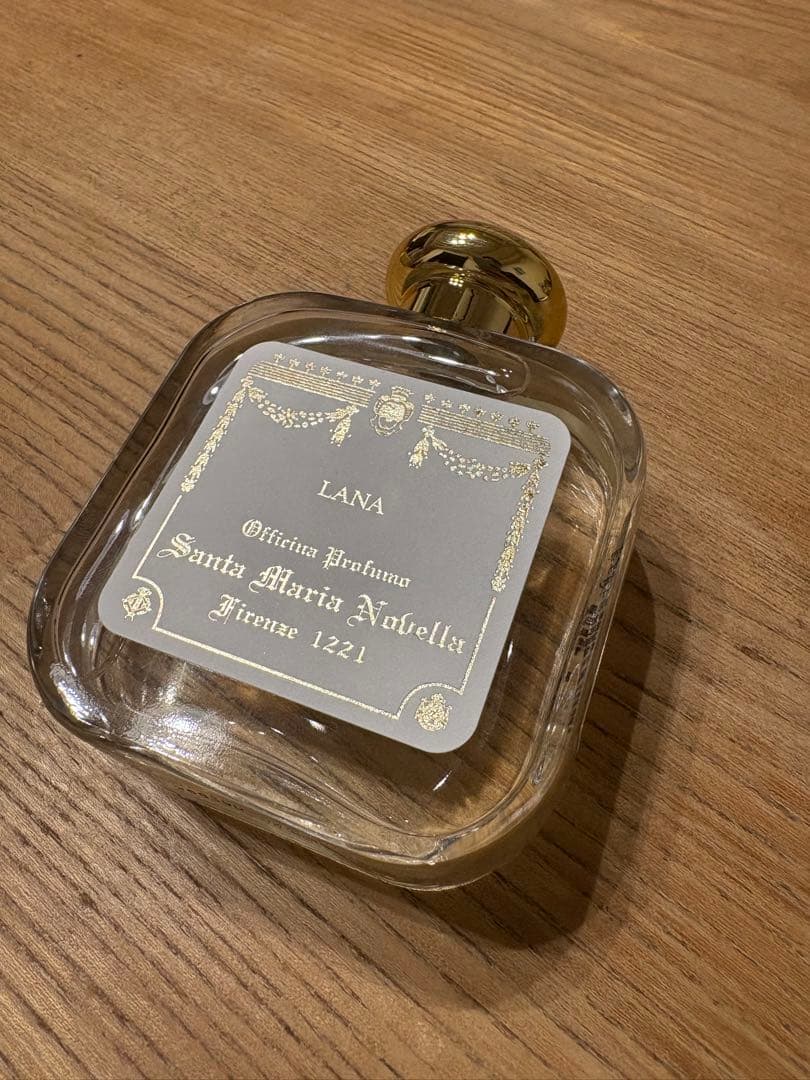 LANA
Officina Profumo
Santa Maria Novella
Firenze 1221